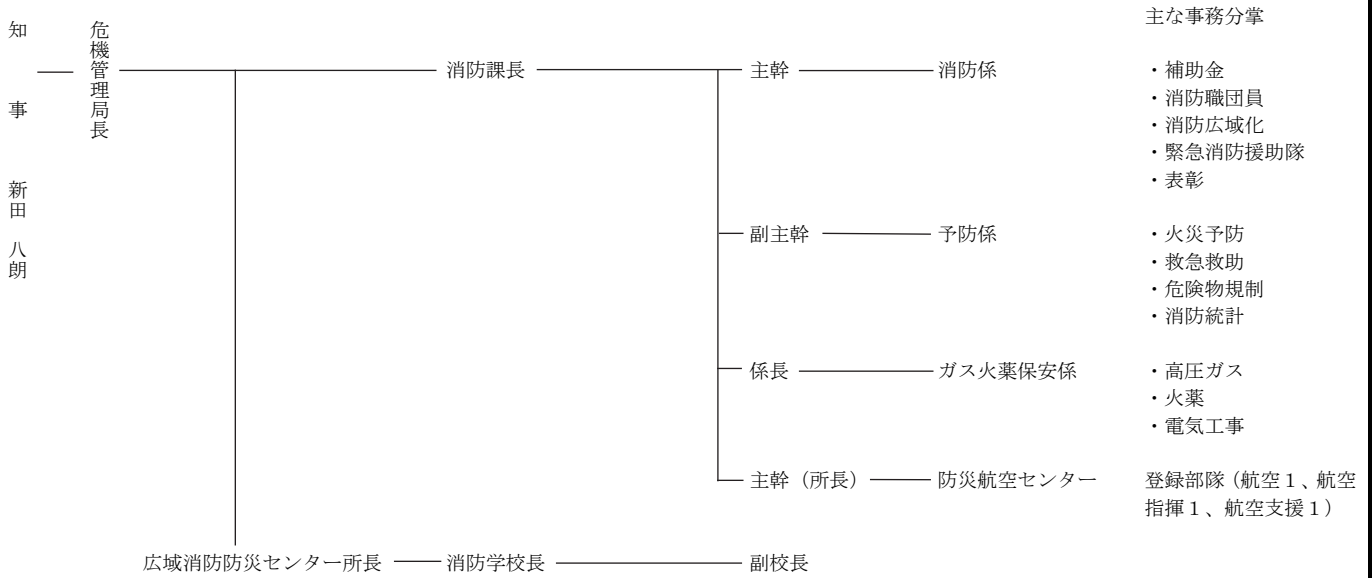 知事 新田 八朗
危機管理局長
主な事務分掌
消防課長
主幹
消防係
・補助金
・消防職団員
・消防広域化
・緊急消防援助隊
・表彰
副主幹
予防係
・火災予防
・救急救助
・危険物規制
・消防統計
係長
ガス火薬保安係
・高圧ガス
・火薬
・電気工事
主幹（所長）
防災航空センター
登録部隊（航空１、航空
指揮１、航空支援１）
広域消防防災センター所長
消防学校長
副校長